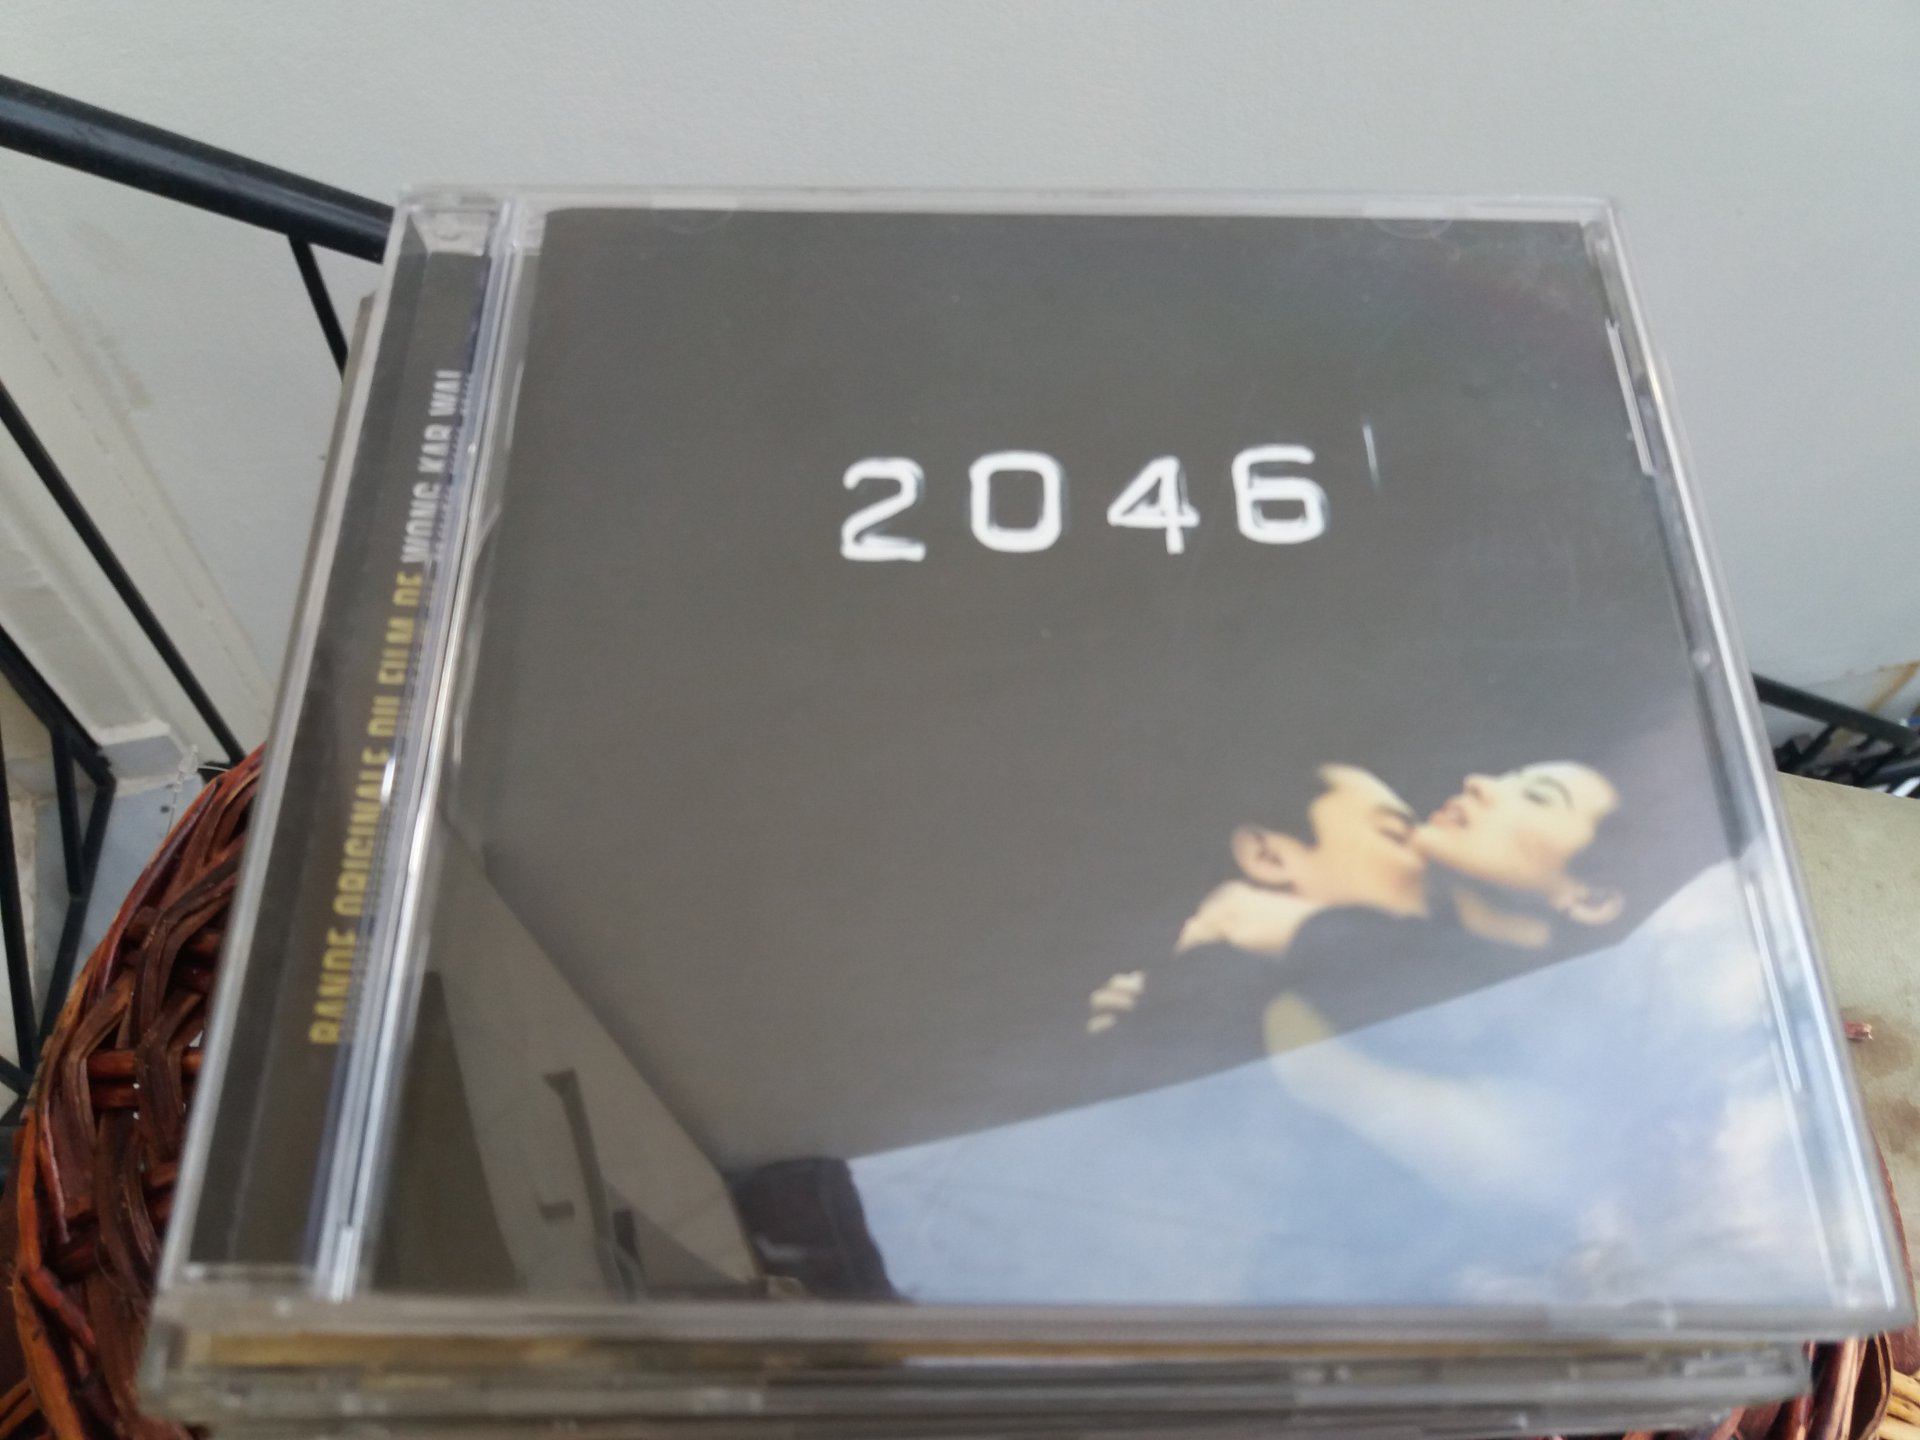 2046
BANDE ORIGINALE DU FILM DE WONG KAR WAI